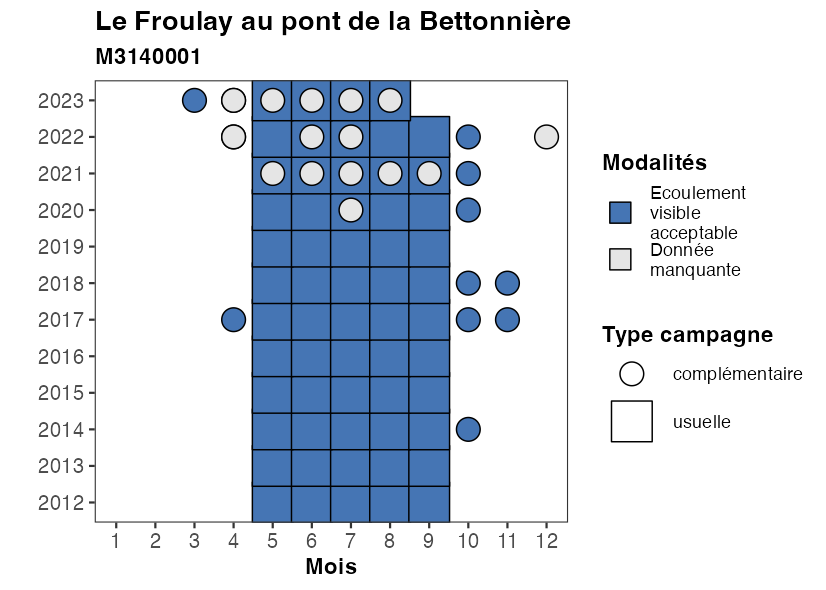 Le Froulay au pont de la Bettonnière
M3140001
2023
2022
2021
2020
2019
2018
2017
2016
2015
2014
2013
2012
1 2 3 4 5 6 7 8 9 10 11 12
Mois
Modalités
Ecoulement
visible
acceptable
Donnée
manquante
Type campagne
complémentaire
usuelle